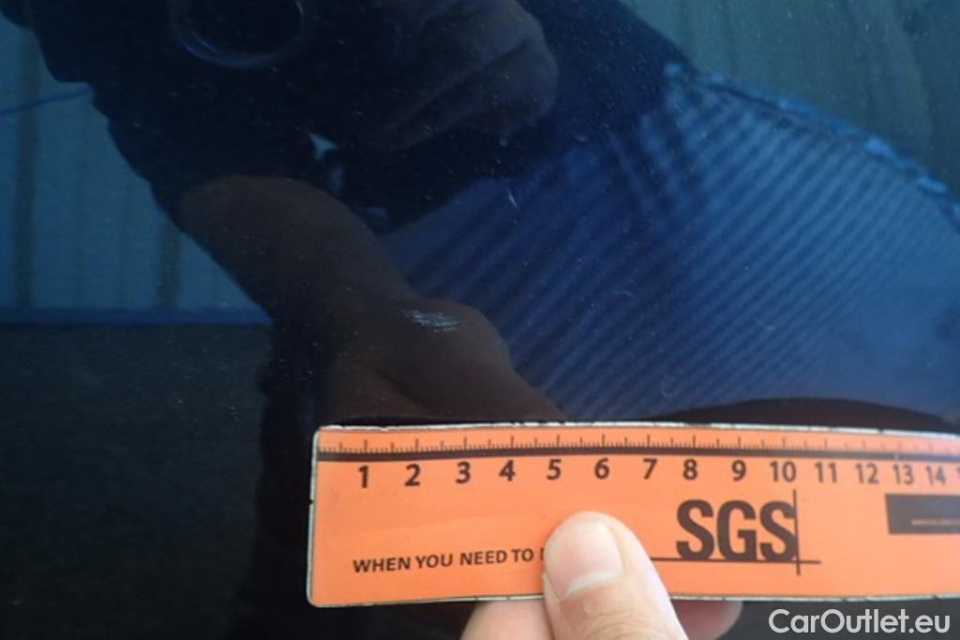 1 2 3 4 5 6 7 8 9 10 11 12 13 14
SGS
WHEN YOU NEED TO
CarOutlet.eu